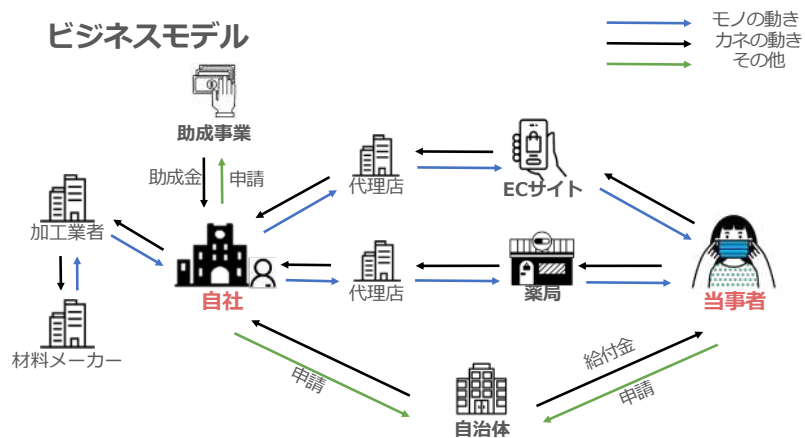 ビジネスモデル
モノの動き
カネの動き
その他
助成事業
助成金
申請
代理店
ECサイト
加工業者
自社
代理店
薬局
当事者
材料メーカー
申請
給付金
申請
自治体